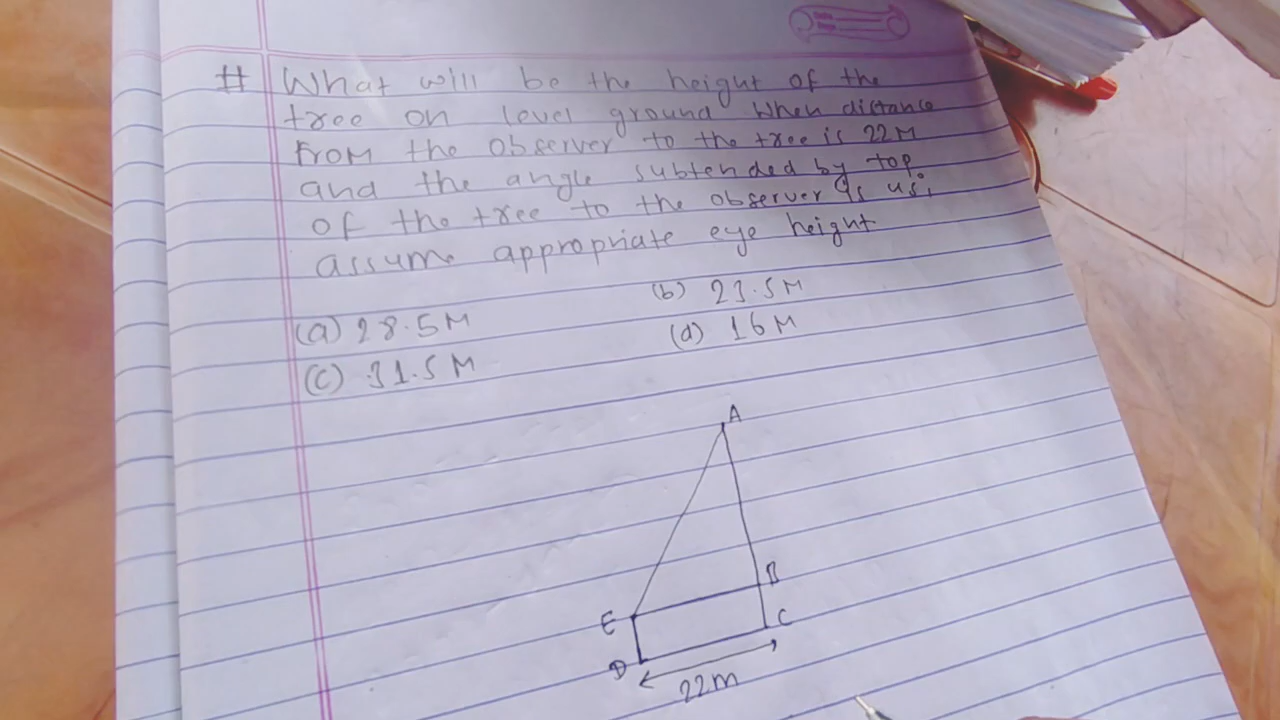 # What will be the height of the
tree on level ground when distance
From the observer to the tree is 22M
and the angle subtended by top
of the tree to the observer is
assume appropriate eye height
(a) 28.5M (b) 23.5M
(c) 31.5M (d) 16M
A
B
E
C
D
22m